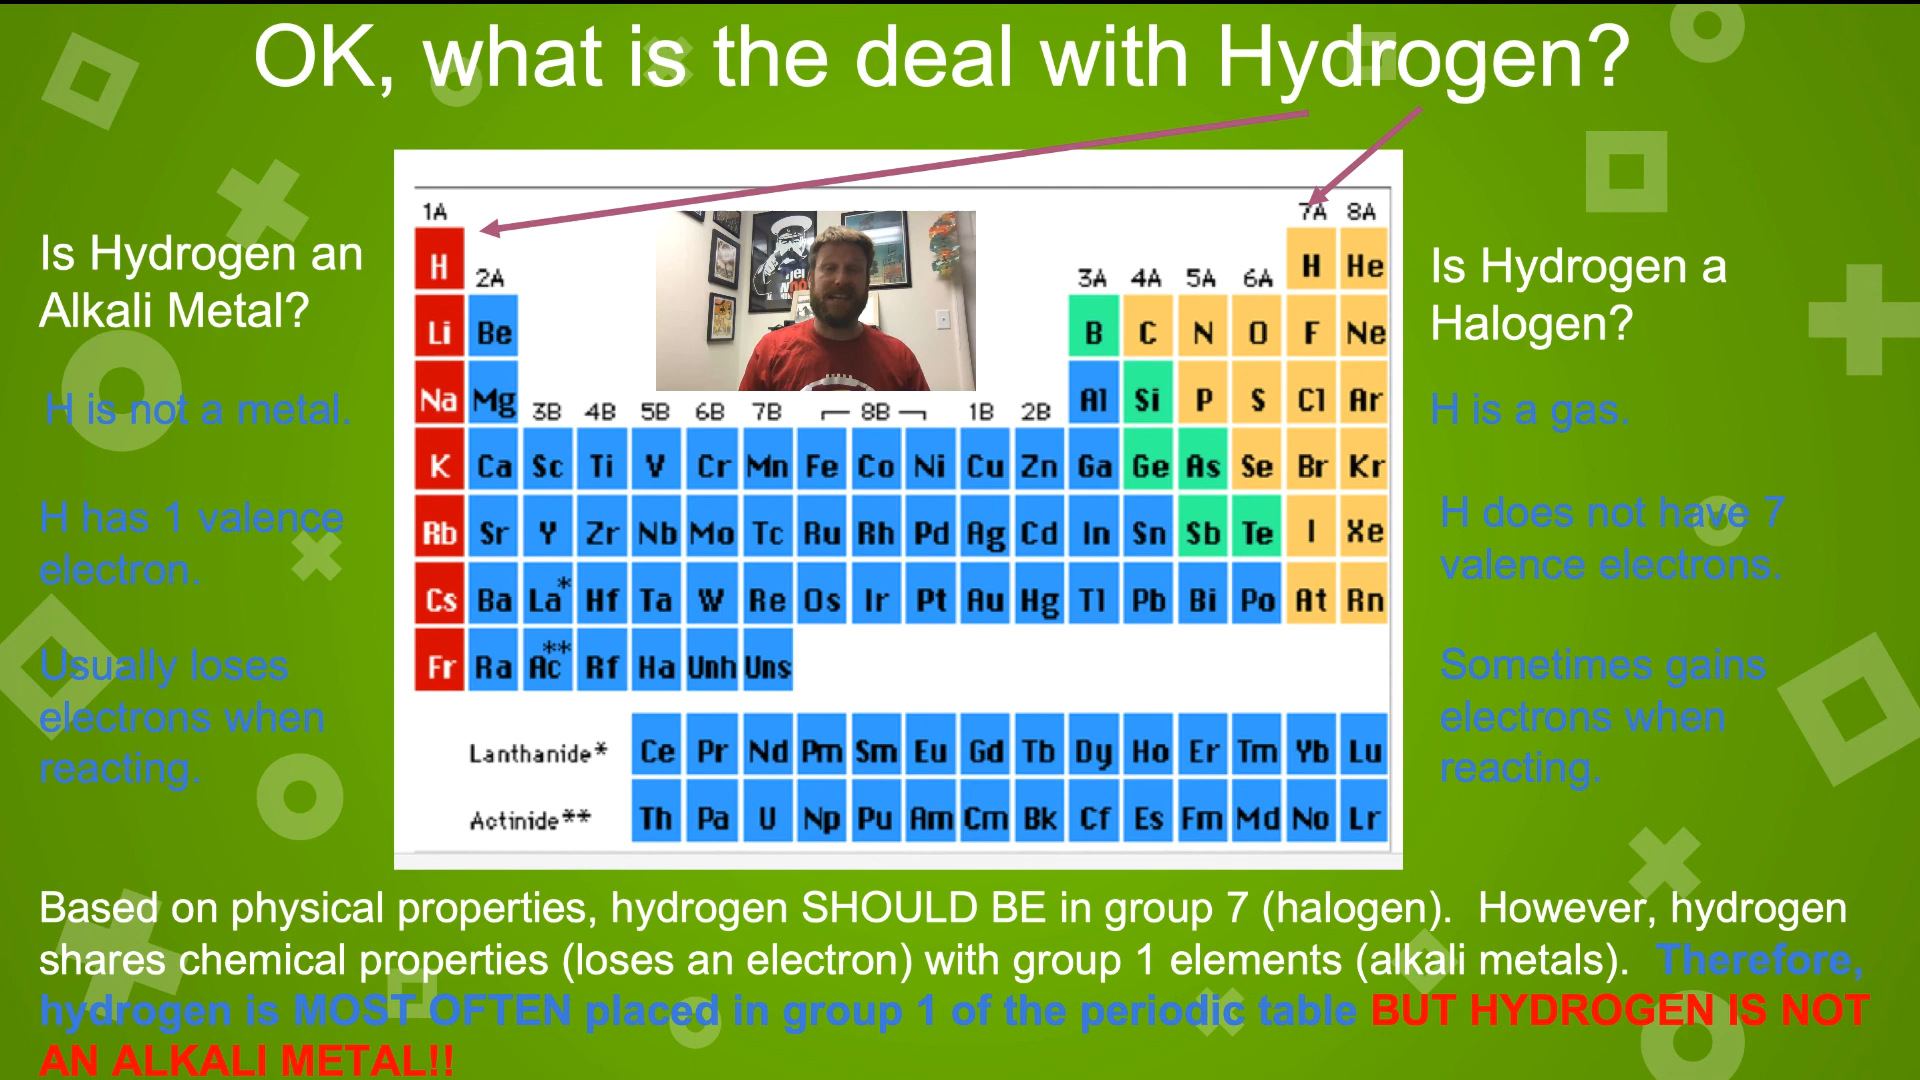 OK, what is the deal with Hydrogen?
Is Hydrogen an
Alkali Metal?
H is not a metal.
H has 1 valence
electron.
Usually loses
electrons when
reacting.
1A 7A 8A
H H He
2A 3A 4A 5A 6A
Li Be B C N O F Ne
Na Mg Al Si P S Cl Ar
3B 4B 5B 6B 7B 8B 1B 2B
K Ca Sc Ti V Cr Mn Fe Co Ni Cu Zn Ga Ge As Se Br Kr
Rb Sr Y Zr Nb Mo Tc Ru Rh Pd Ag Cd In Sn Sb Te I Xe
Cs Ba La* Hf Ta W Re Os Ir Pt Au Hg Tl Pb Bi Po At Rn
Fr Ra Ac** Rf Ha Unh Uns
Lanthanide* Ce Pr Nd Pm Sm Eu Gd Tb Dy Ho Er Tm Yb Lu
Actinide** Th Pa U Np Pu Am Cm Bk Cf Es Fm Md No Lr
Is Hydrogen a
Halogen?
H is a gas.
H does not have 7
valence electrons.
Sometimes gains
electrons when
reacting.
Based on physical properties, hydrogen SHOULD BE in group 7 (halogen). However, hydrogen
shares chemical properties (loses an electron) with group 1 elements (alkali metals). Therefore,
hydrogen is MOST OFTEN placed in group 1 of the periodic table BUT HYDROGEN IS NOT
AN ALKALI METAL!!